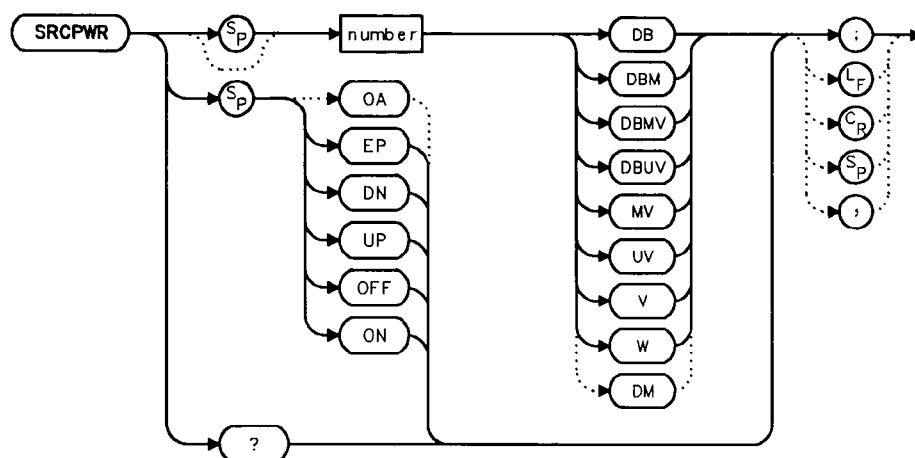 SRCPWR
SP
number
DB
;
DBM
LF
SP
OA
DBMV
CR
EP
DBUV
SP
DN
MV
,
UP
UV
OFF
V
ON
W
DM
?